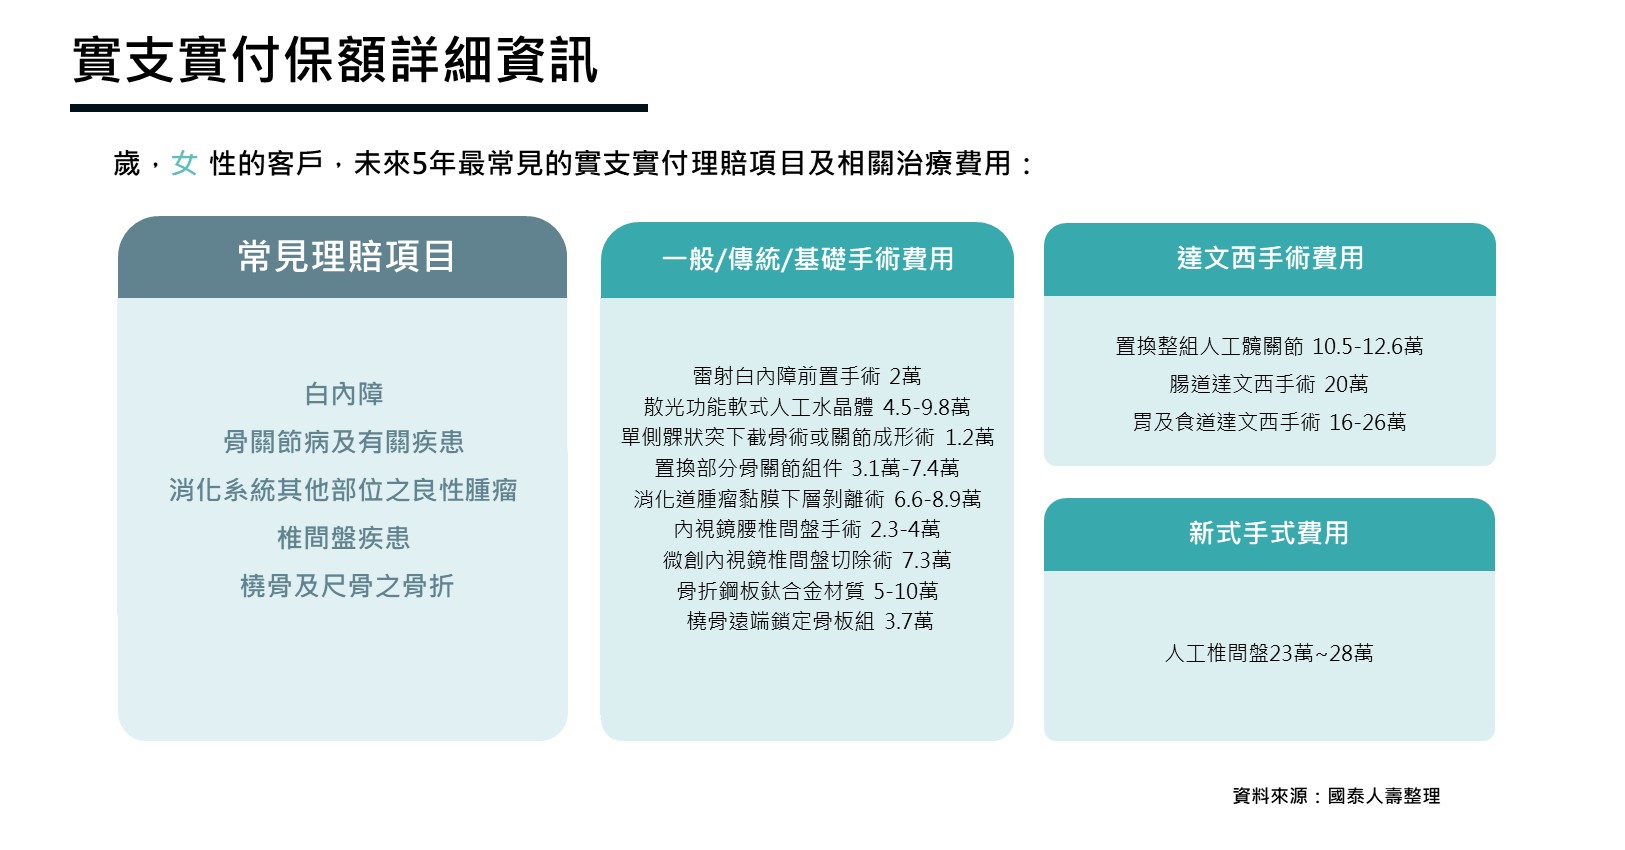 實支實付保額詳細資訊
歲，女 性的客戶，未來5年最常見的實支實付理賠項目及相關治療費用：
常見理賠項目
白內障
骨關節病及有關疾患
消化系統其他部位之良性腫瘤
椎間盤疾患
橈骨及尺骨之骨折
一般/傳統/基礎手術費用
雷射白內障前置手術 2萬
散光功能軟式人工水晶體 4.5-9.8萬
單側髁狀突下截骨術或關節成形術 1.2萬
置換部分骨關節組件 3.1萬-7.4萬
消化道腫瘤黏膜下層剝離術 6.6-8.9萬
內視鏡腰椎間盤手術 2.3-4萬
微創內視鏡椎間盤切除術 7.3萬
骨折鋼板鈦合金材質 5-10萬
橈骨遠端鎖定骨板組 3.7萬
達文西手術費用
置換整組人工髖關節 10.5-12.6萬
腸道達文西手術 20萬
胃及食道達文西手術 16-26萬
新式手式費用
人工椎間盤23萬~28萬
資料來源：國泰人壽整理